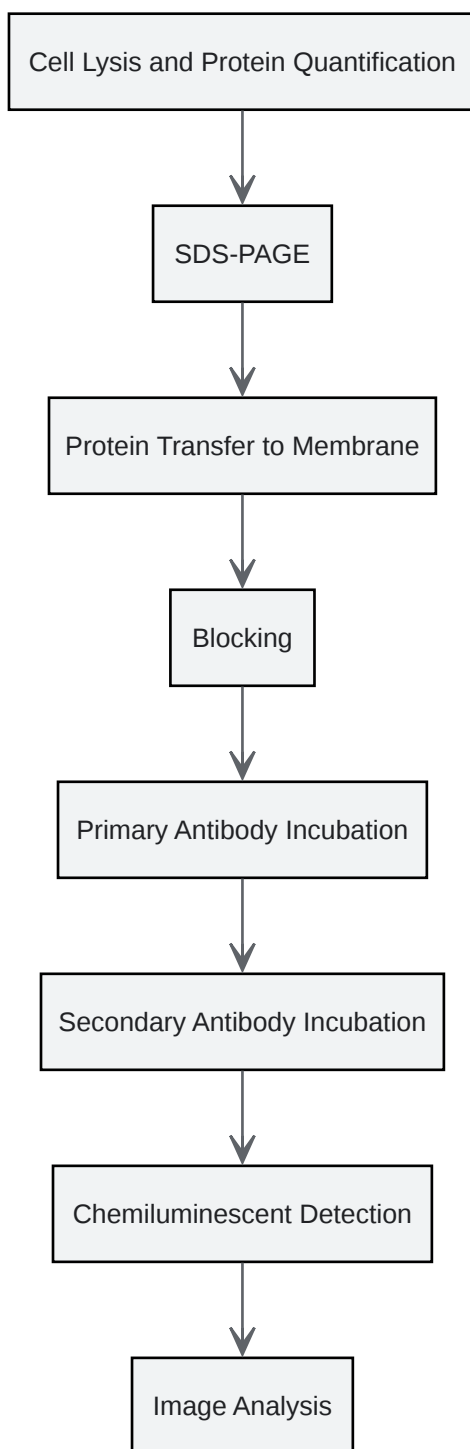 Cell Lysis and Protein Quantification
SDS-PAGE
Protein Transfer to Membrane
Blocking
Primary Antibody Incubation
Secondary Antibody Incubation
Chemiluminescent Detection
Image Analysis